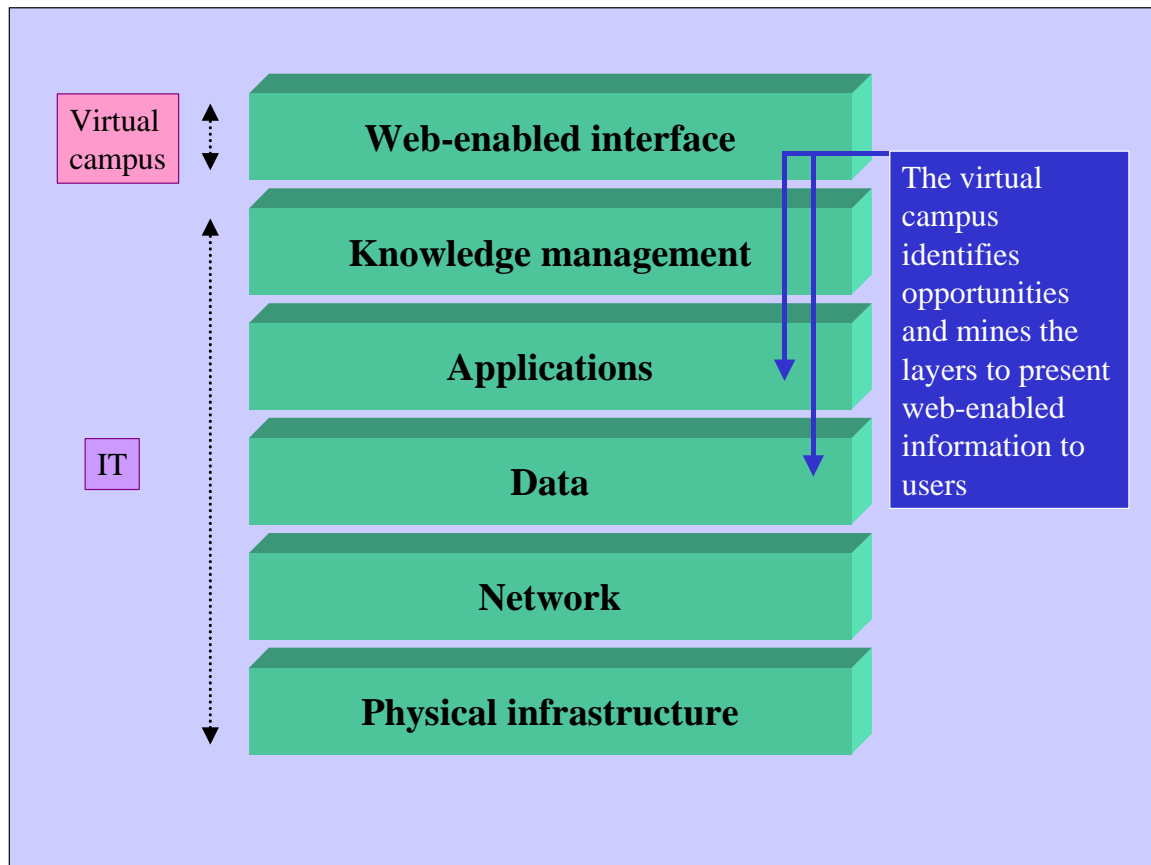 Virtual
campus
Web-enabled interface
Knowledge management
Applications
IT
Data
Network
Physical infrastructure
The virtual
campus
identifies
opportunities
and mines the
layers to present
web-enabled
information to
users